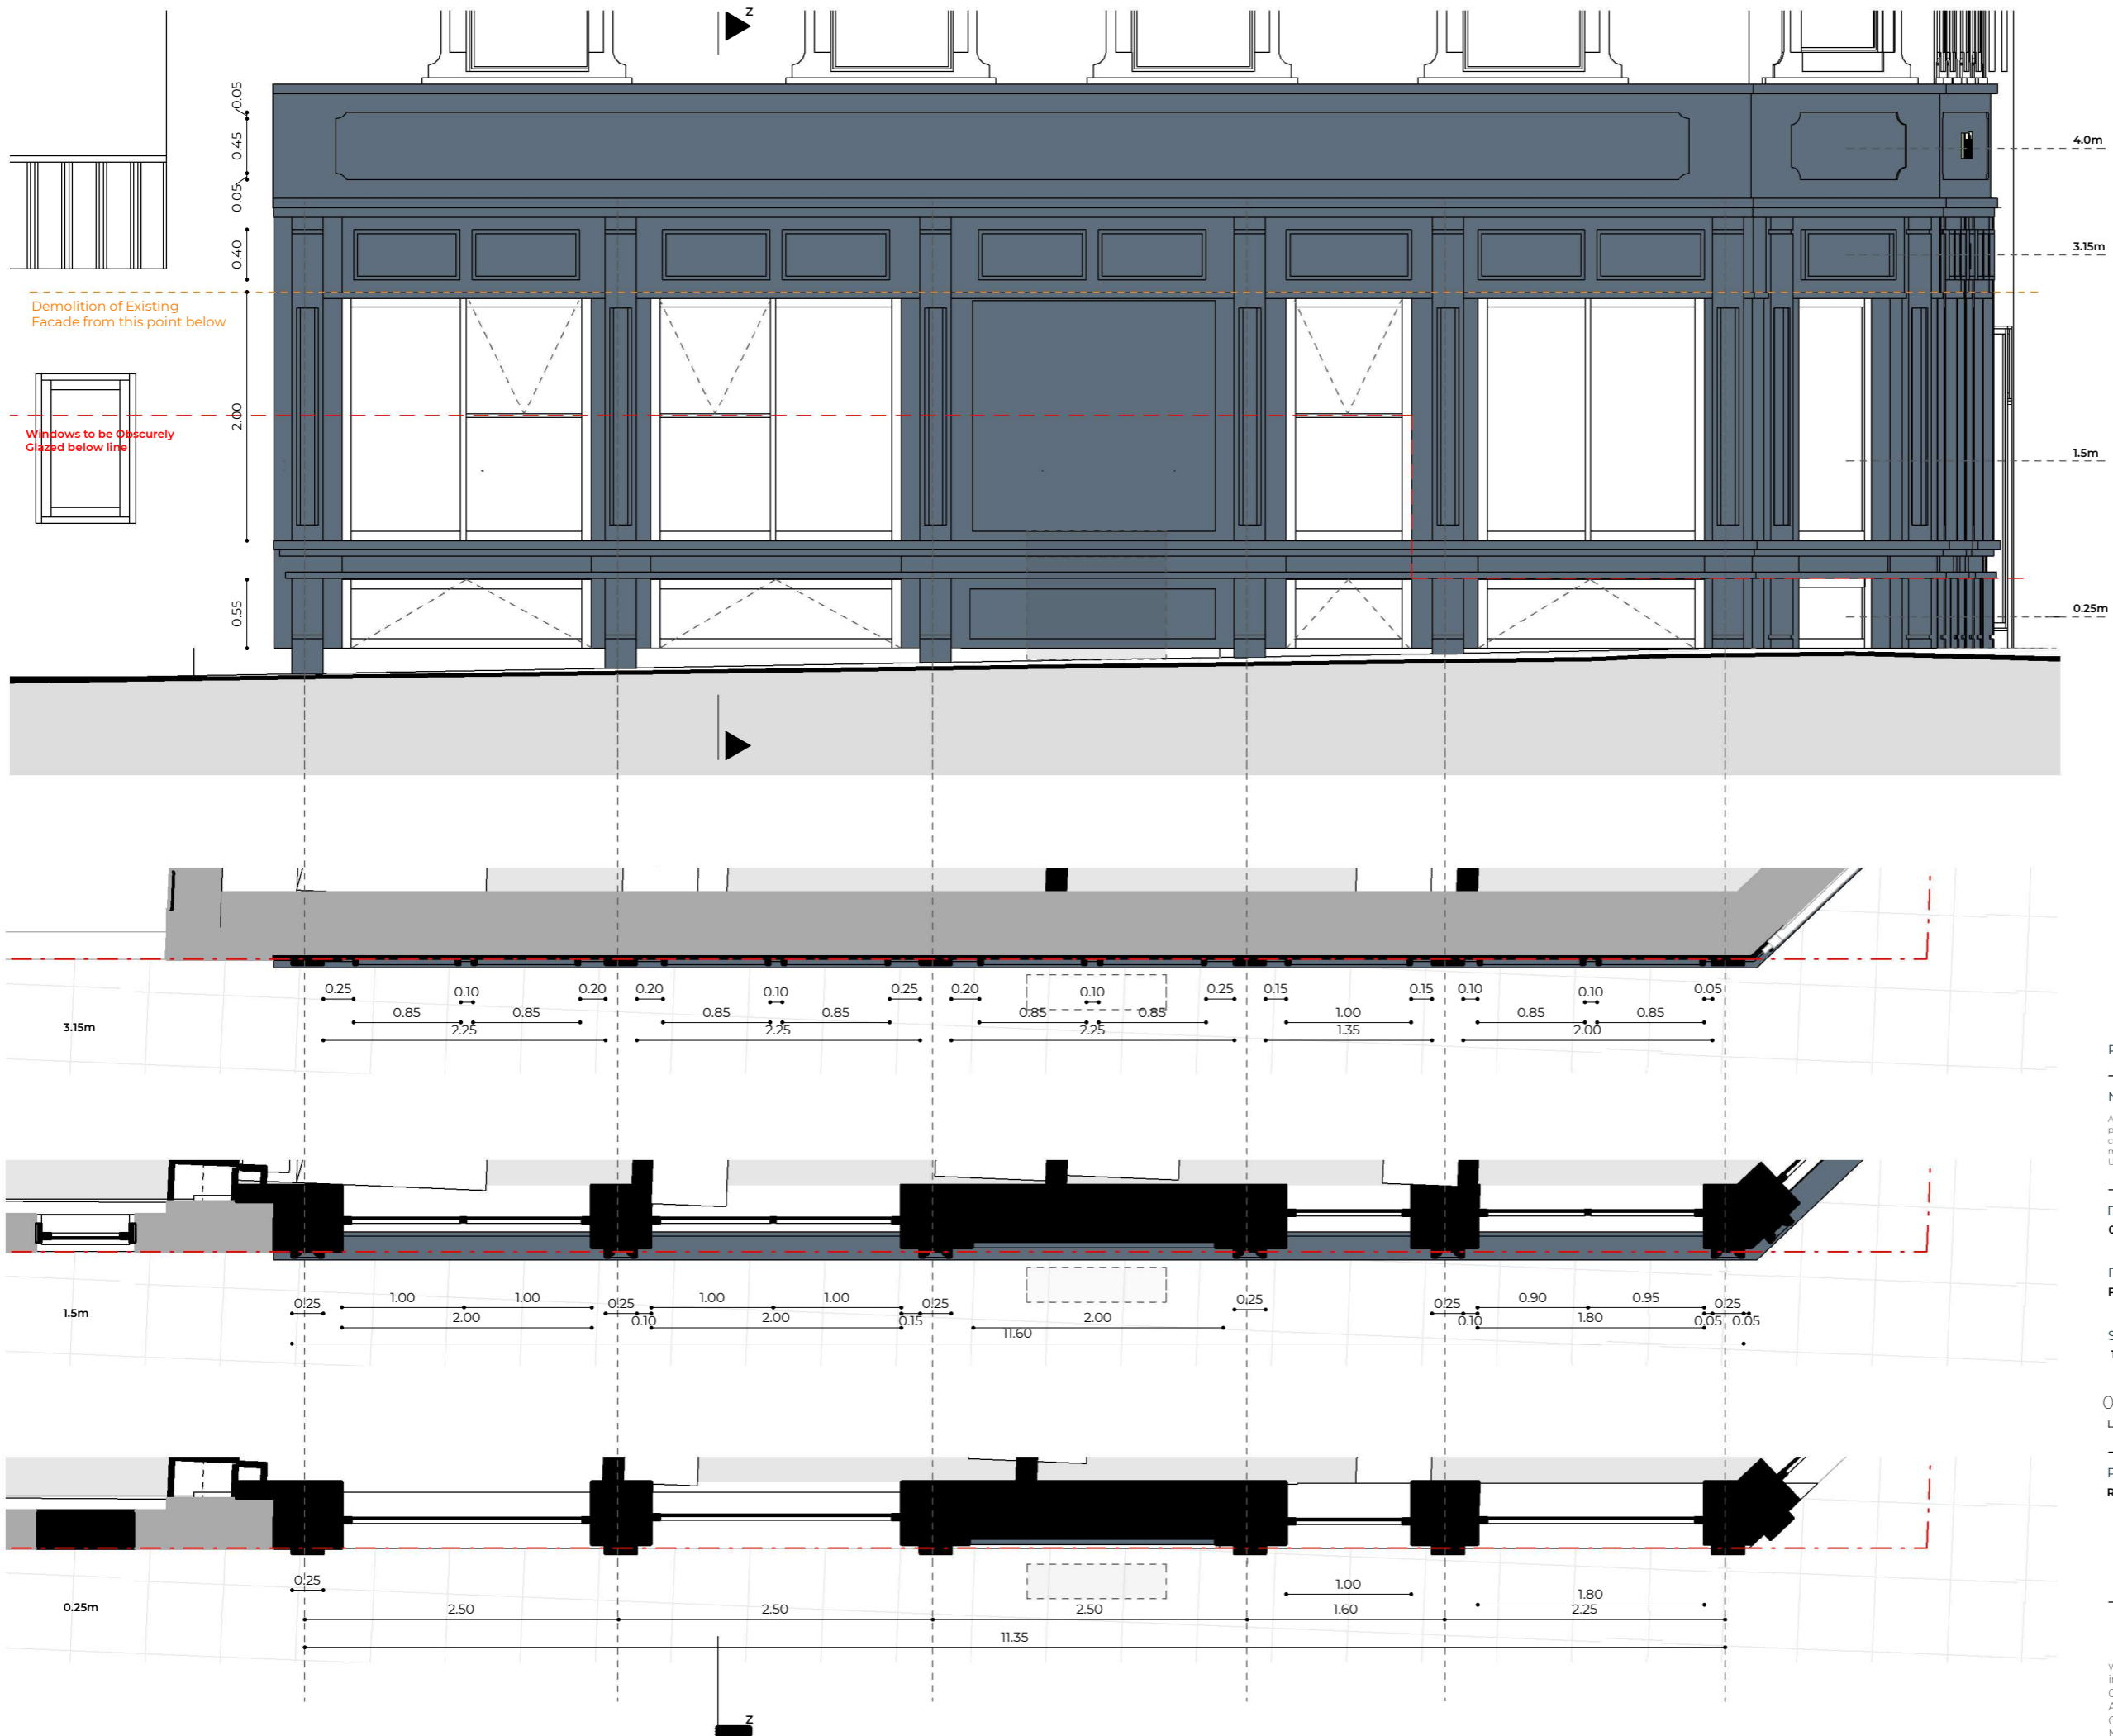 Z
0.05
0.45
0.05
0.40
2.00
0.55
4.0m
3.15m
1.5m
0.25m
Demolition of Existing
Facade from this point below
Windows to be Obscurely
Glazed below line
0.25 0.10 0.20 0.20 0.10 0.25 0.20 0.10 0.25 0.15 0.15 0.10 0.10 0.05
0.85 0.85 0.85 0.85 0.85 0.85 1.00 0.85 0.85
2.25 2.25 2.25 1.35 2.00
3.15m
0.25 1.00 1.00 0.25 1.00 1.00 0.25 0.25 0.25 0.90 0.95 0.25
1.5m
2.00 0.10 2.00 0.15 2.00 0.10 1.80 0.05 0.05
11.60
0.25 1.00
1.80
0.25m
2.50 2.50 2.50 1.60 2.25
11.35
Z